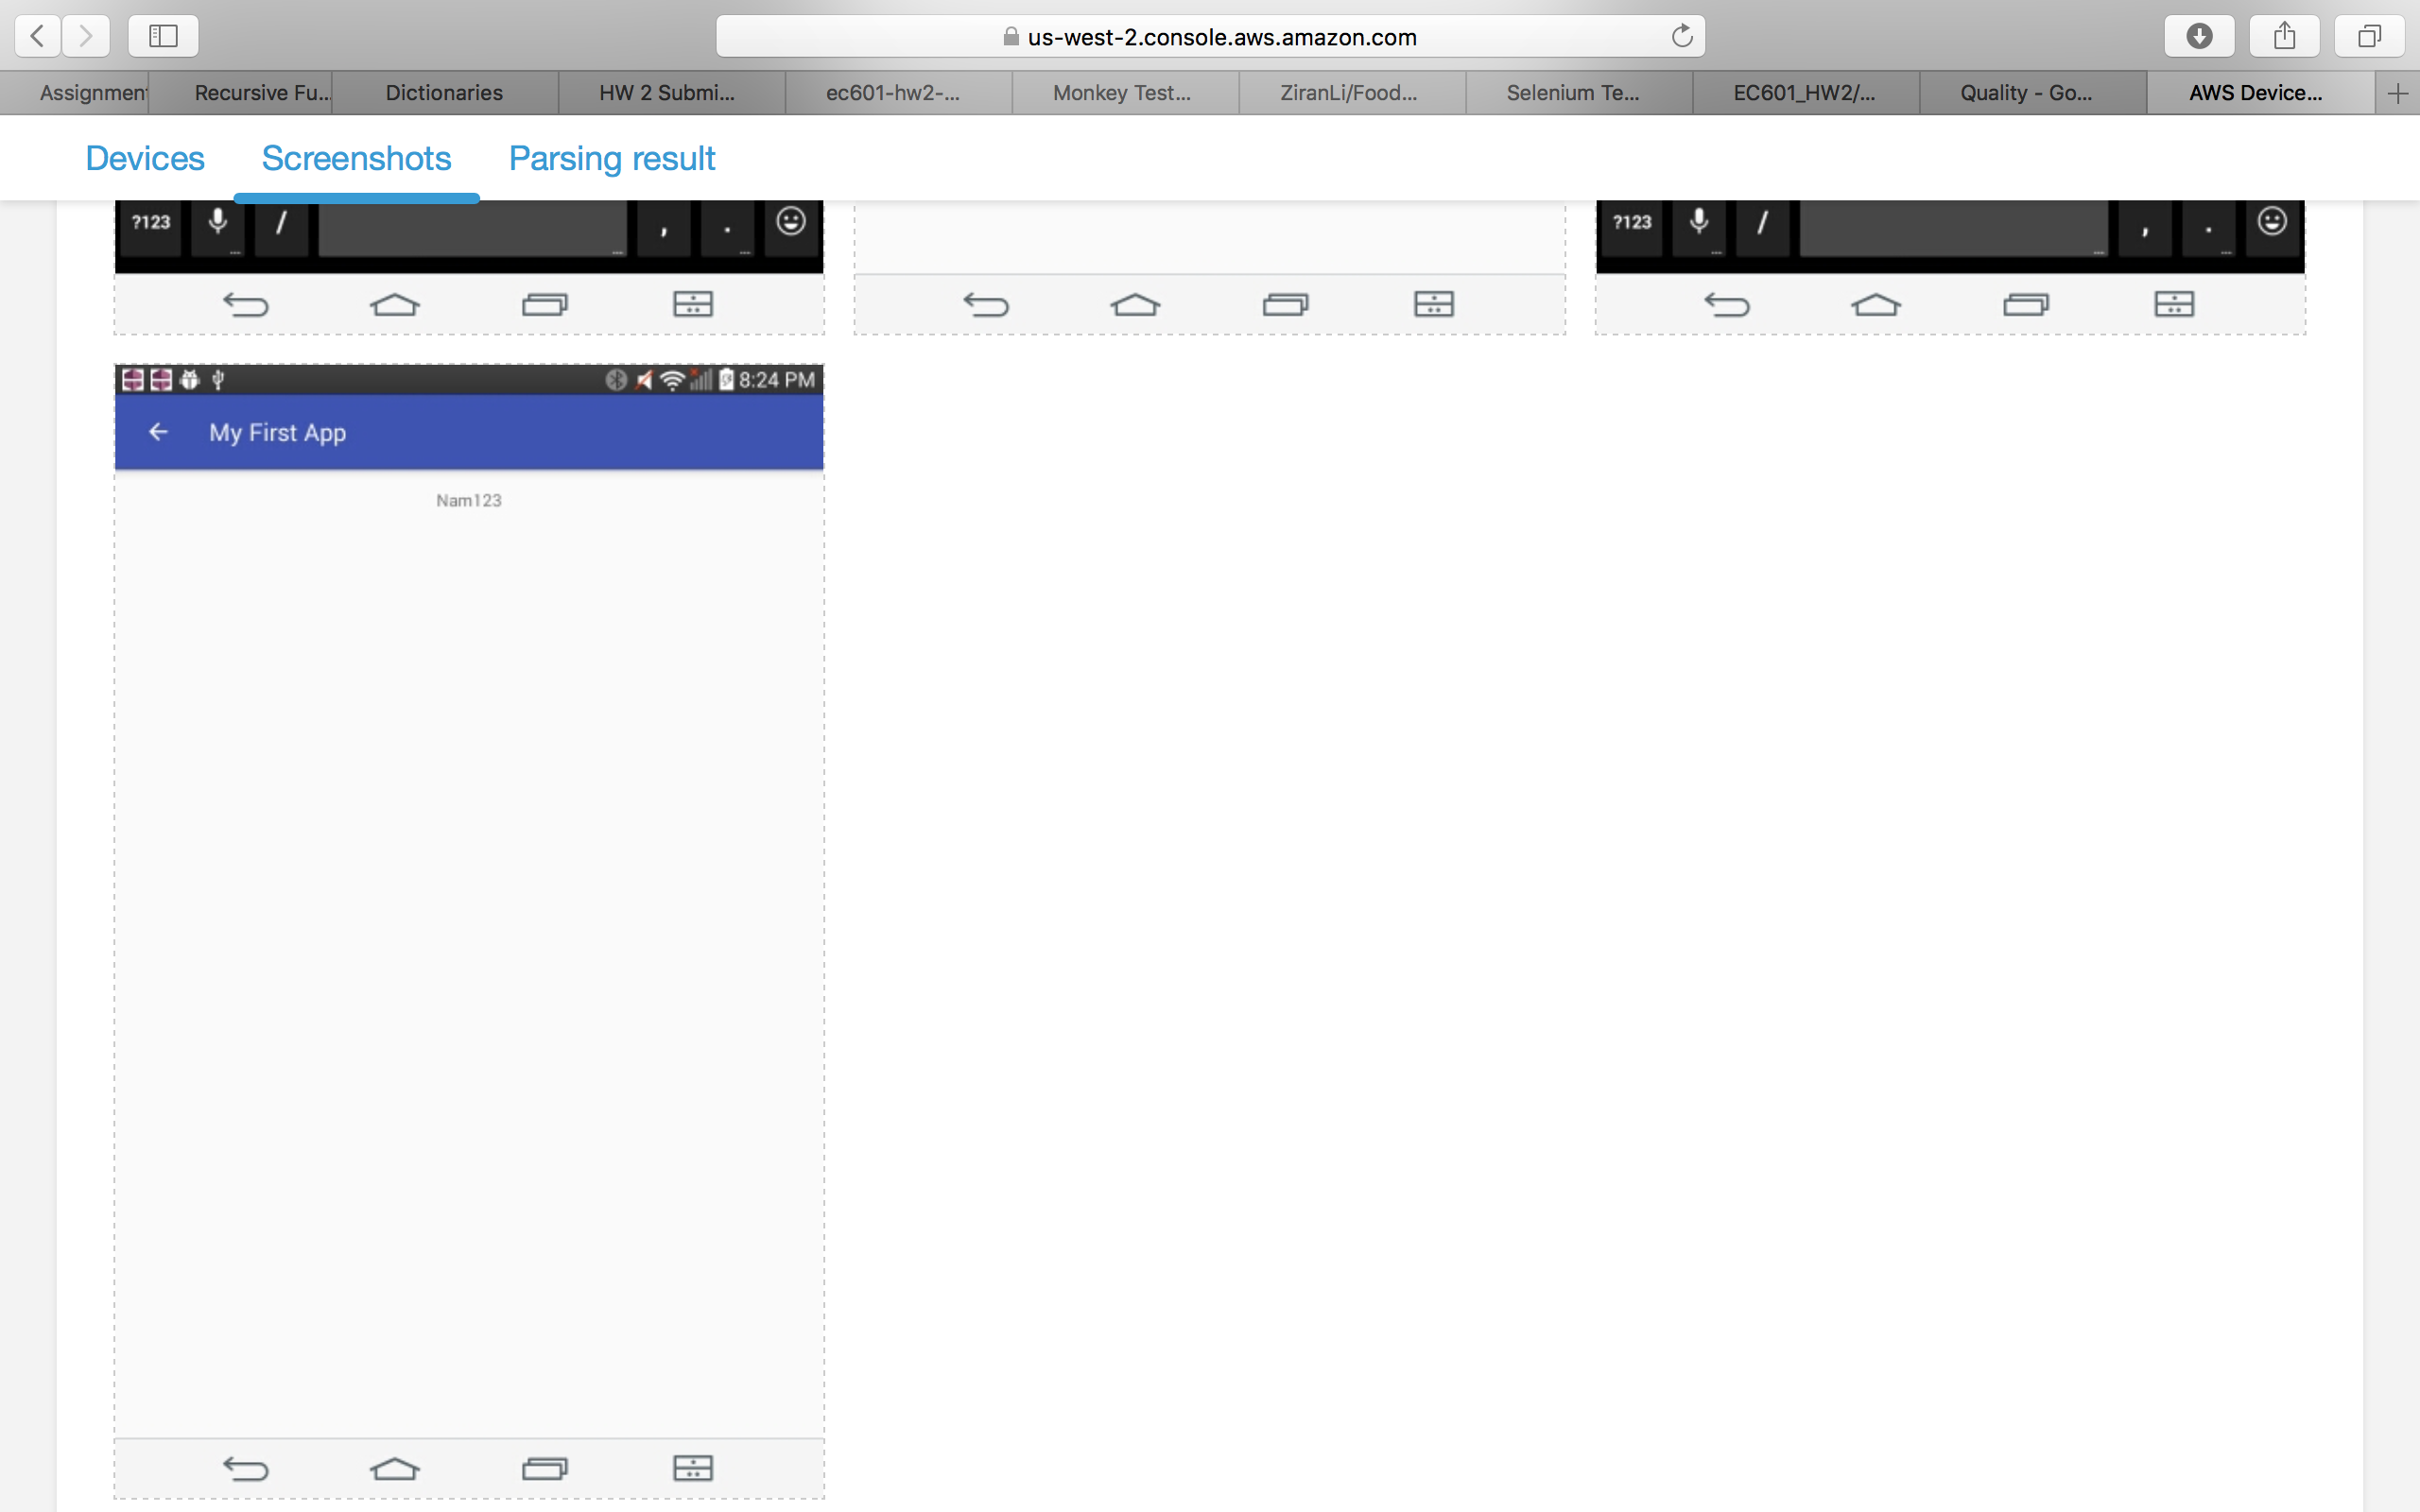 us-west-2.console.aws.amazon.com
Assignmen Recursive Fu... Dictionaries HW 2 Submi... ec601-hw2-... Monkey Test... ZiranLi/Food... Selenium Te... EC601_HW2/... Quality - Go... AWS Device...
Devices Screenshots Parsing result
?123 / , . ?123 / , .
8:24 PM
My First App
Nam123